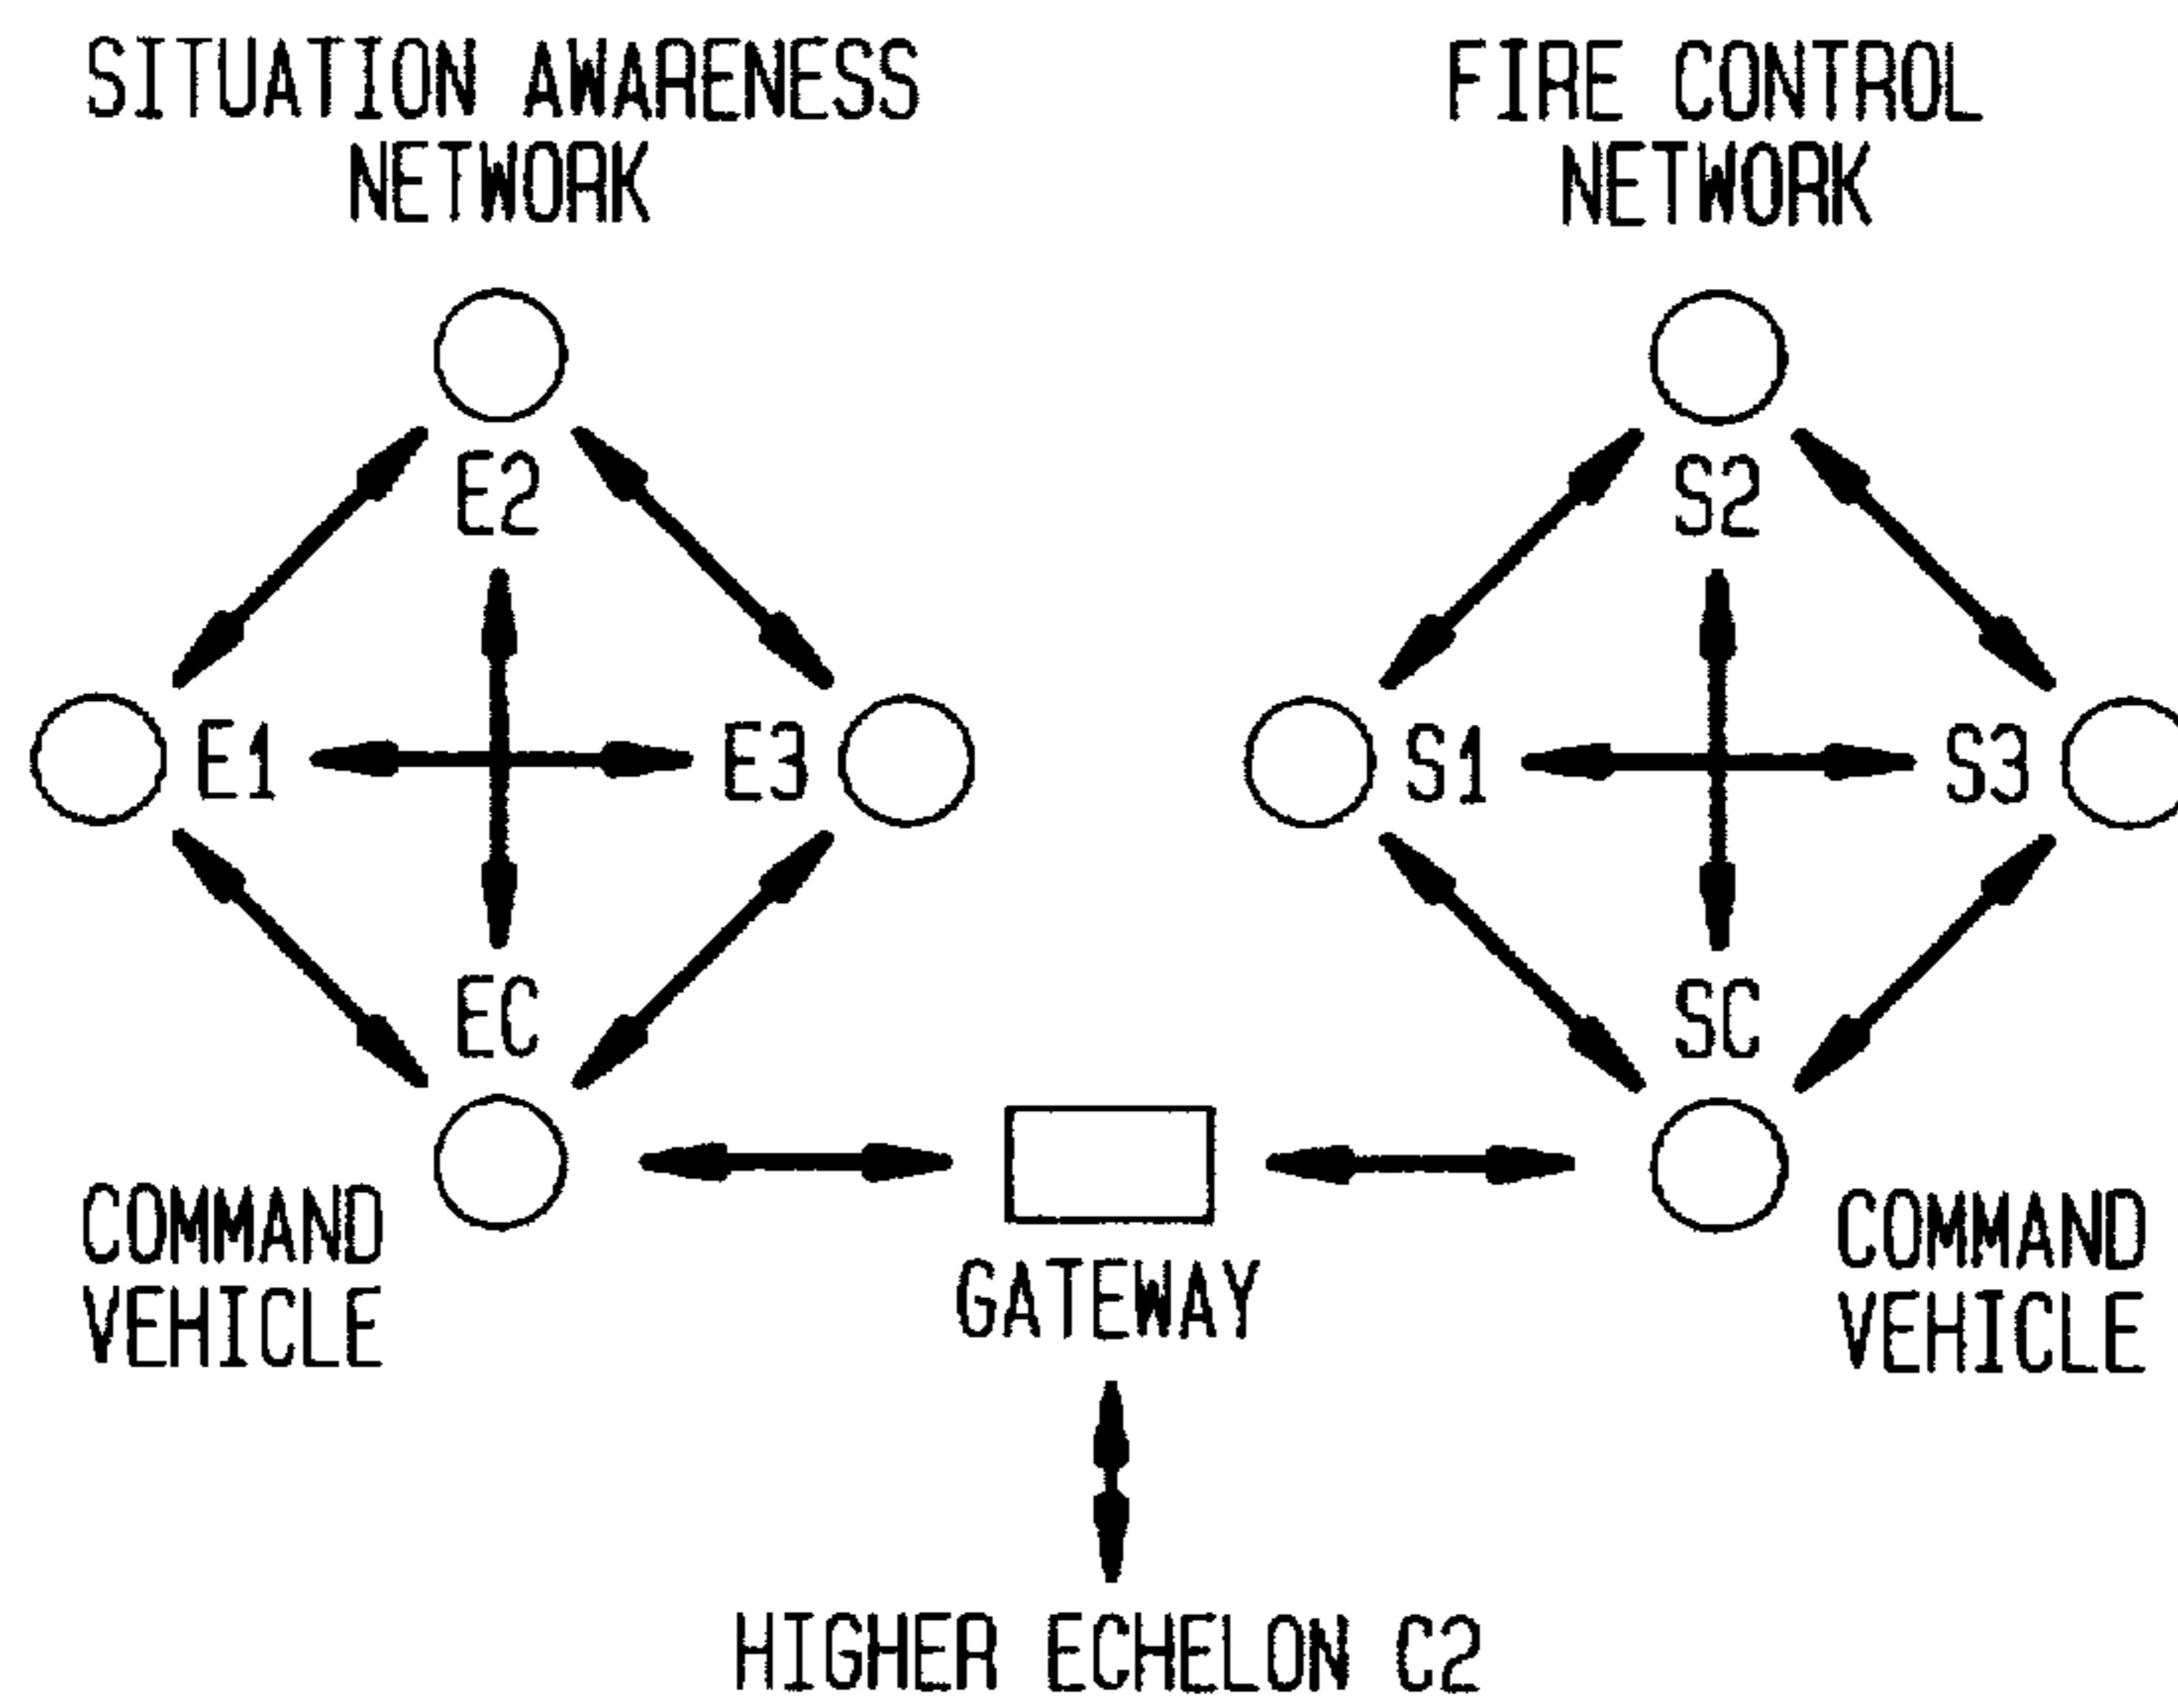 SITUATION AWARENESS
NETWORK
FIRE CONTROL
NETWORK
E2
S2
E1
E3
S1
S3
EC
SC
COMMAND
VEHICLE
GATEWAY
COMMAND
VEHICLE
HIGHER ECHELON C2